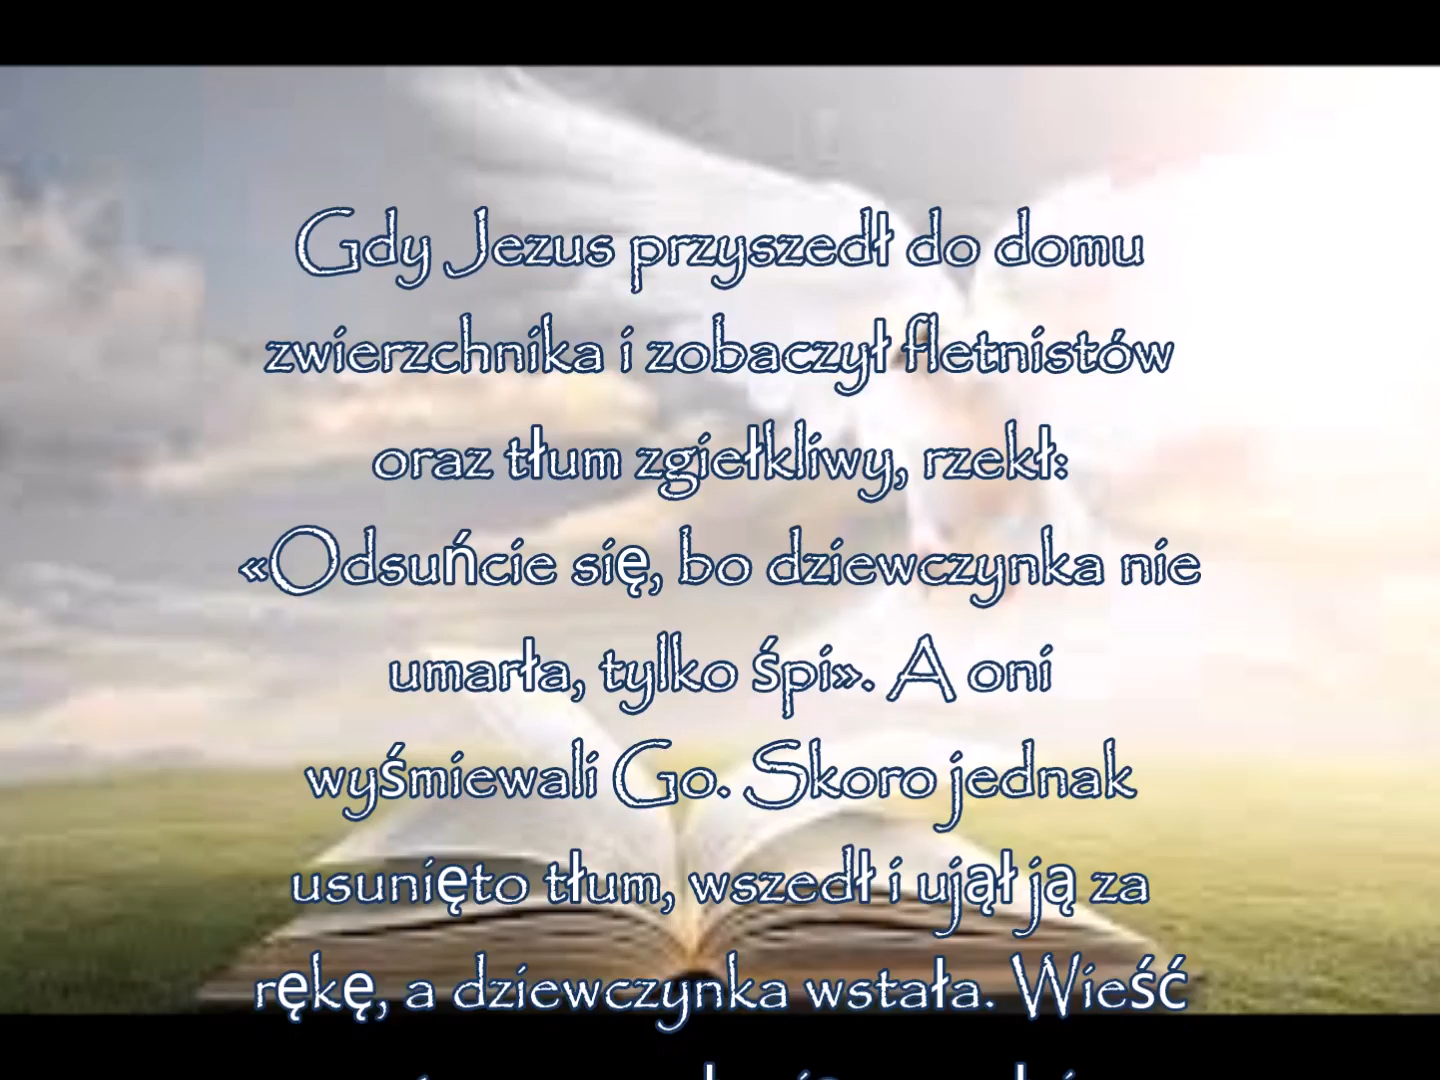 Gdy Jezus przyszedł do domu
zwierzchnika i zobaczył fletnistów
oraz tłum zgiełkliwy, rzekł:
«Odsuńcie się, bo dziewczynka nie
umarła, tylko śpi». A oni
wyśmiewali Go. Skoro jednak
usunięto tłum, wszedł i ujął ją za
rękę, a dziewczynka wstała. Wieść